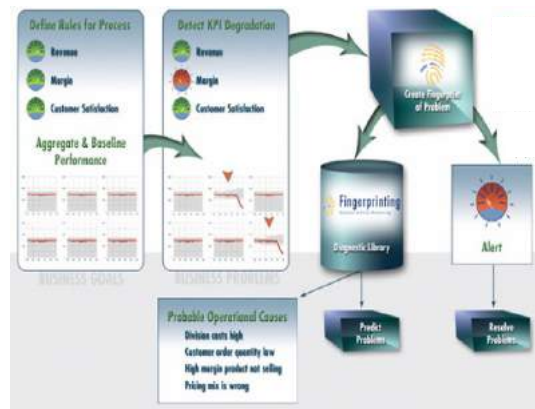 Define Rules for Process
Revenue
Margin
Customer Satisfaction
Aggregate & Baseline
Performance
BUSINESS GOALS
Detect KPI Degradation
Revenue
Margin
Customer Satisfaction
BUSINESS PROBLEMS
Create Fingerprint
of Problem
Fingerprinting
Diagnostic Library
Alert
Probable Operational Causes
Division costs high
Customer order quantity low
High margin product not selling
Pricing mix is wrong
Predict
Problems
Resolve
Problems